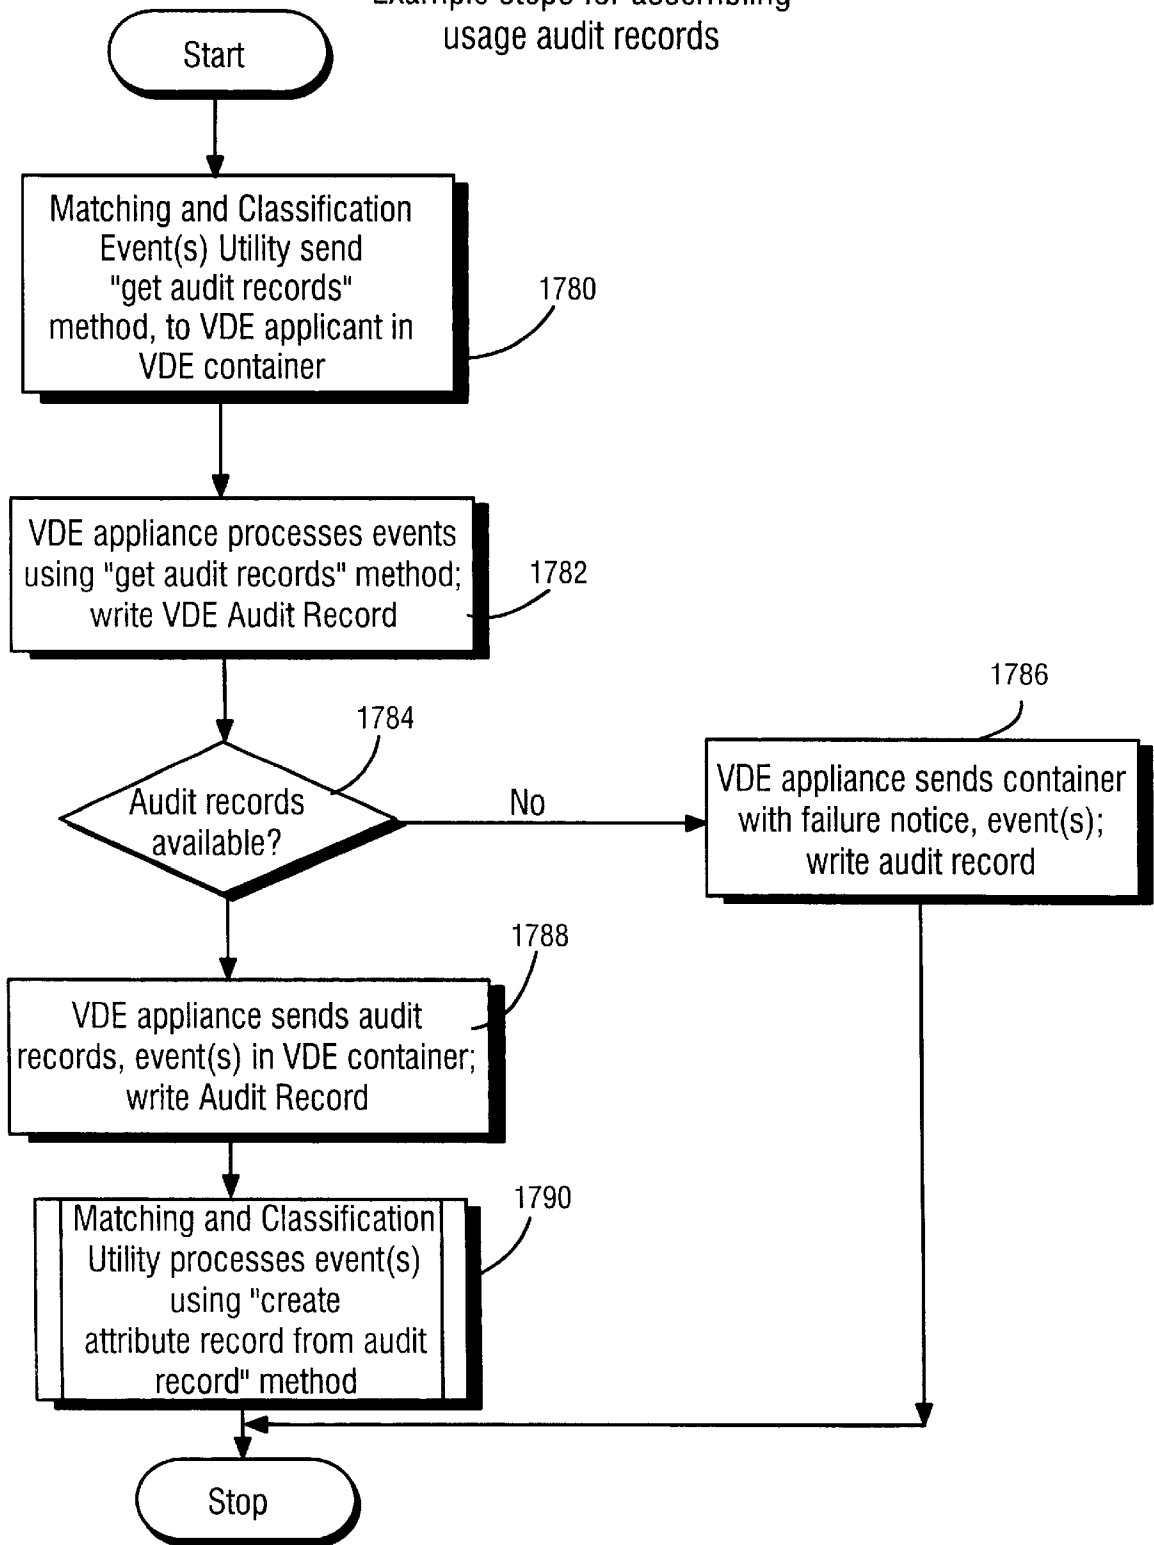 Example steps for assembling
usage audit records
Start
Matching and Classification
Event(s) Utility send
"get audit records"
method, to VDE applicant in
VDE container
1780
VDE appliance processes events
using "get audit records" method;
write VDE Audit Record
1782
1784
Audit records
available?
No
1786
VDE appliance sends container
with failure notice, event(s);
write audit record
1788
VDE appliance sends audit
records, event(s) in VDE container;
write Audit Record
1790
Matching and Classification
Utility processes event(s)
using "create
attribute record from audit
record" method
Stop